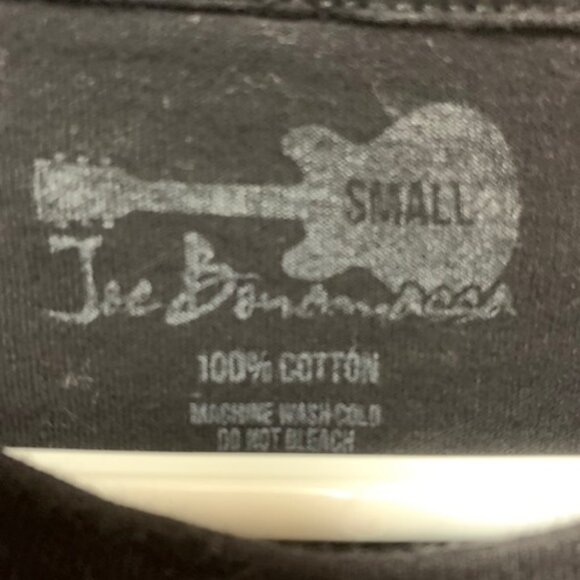 SMALL
Joe Bonamassa
100% COTTON
MACHINE WASH COLD
DO NOT BLEACH